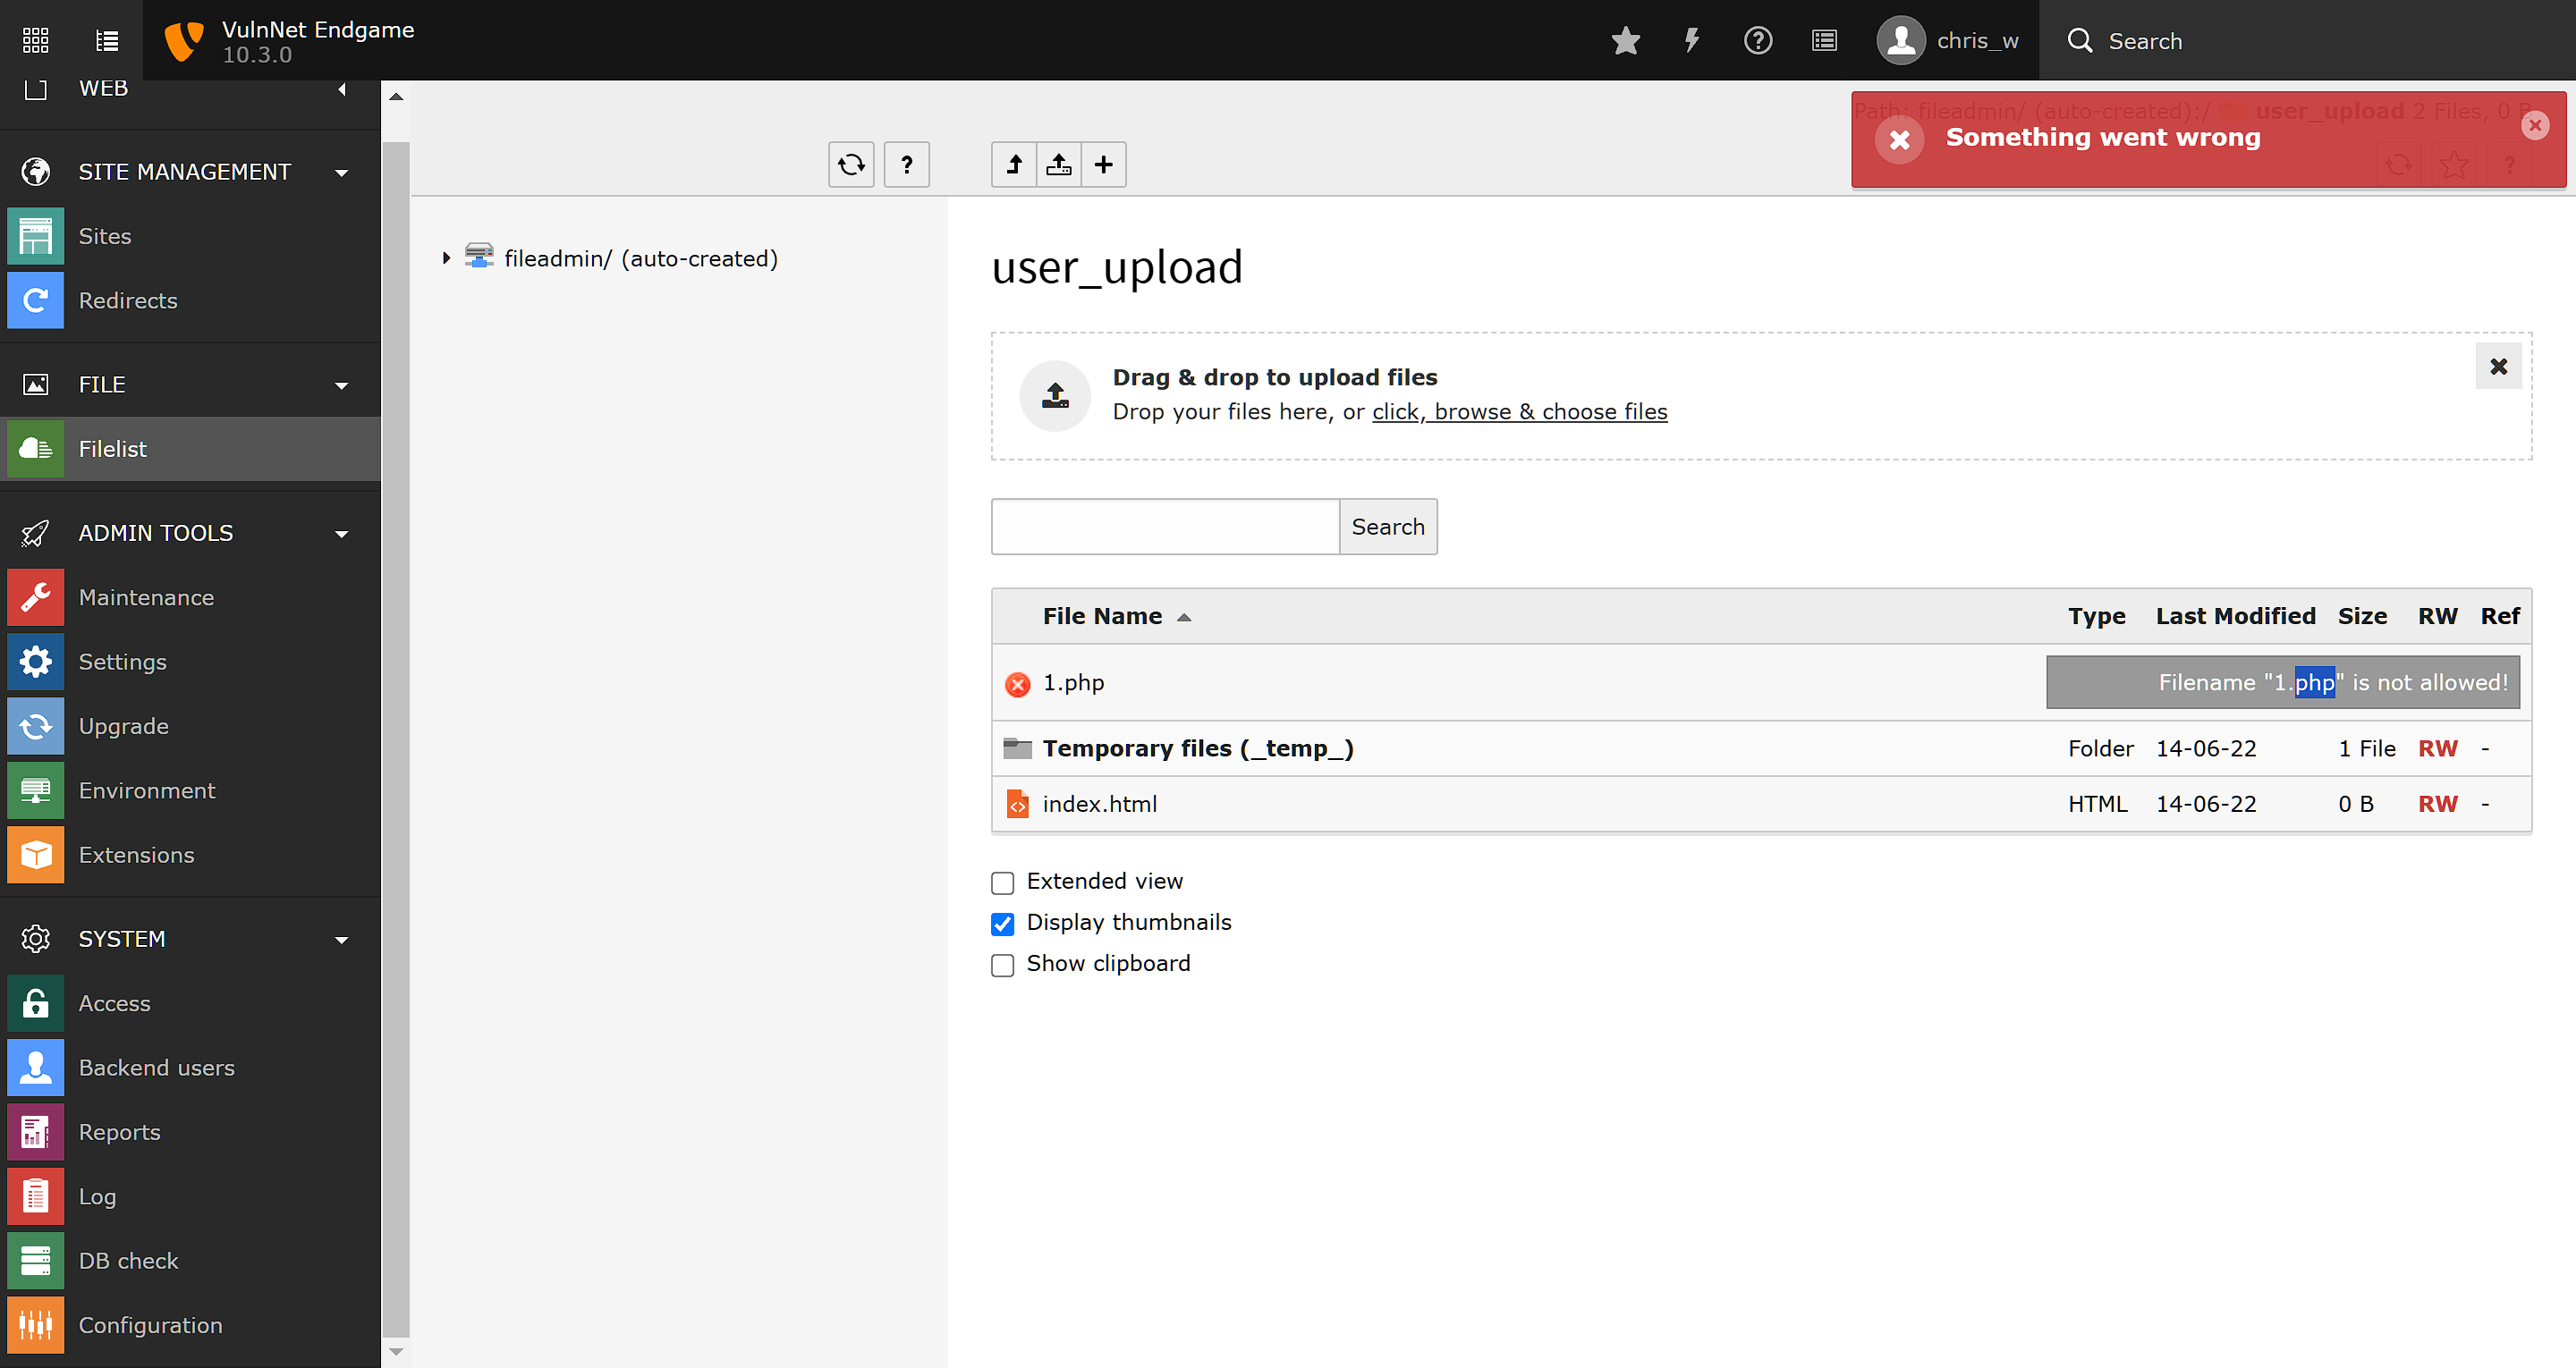 VulnNet Endgame
10.3.0
chris_w
Search
WEB
SITE MANAGEMENT
Sites
Redirects
FILE
Filelist
ADMIN TOOLS
Maintenance
Settings
Upgrade
Environment
Extensions
SYSTEM
Access
Backend users
Reports
Log
DB check
Configuration
?
fileadmin/ (auto-created)
Path: fileadmin/ (auto-created):/ user_upload 2 Files, 0 B
Something went wrong
user_upload
Drag & drop to upload files
Drop your files here, or click, browse & choose files
Search
File Name Type Last Modified Size RW Ref
1.php Filename "1.php" is not allowed!
Temporary files (_temp_) Folder 14-06-22 1 File RW -
index.html HTML 14-06-22 0 B RW -
Extended view
Display thumbnails
Show clipboard